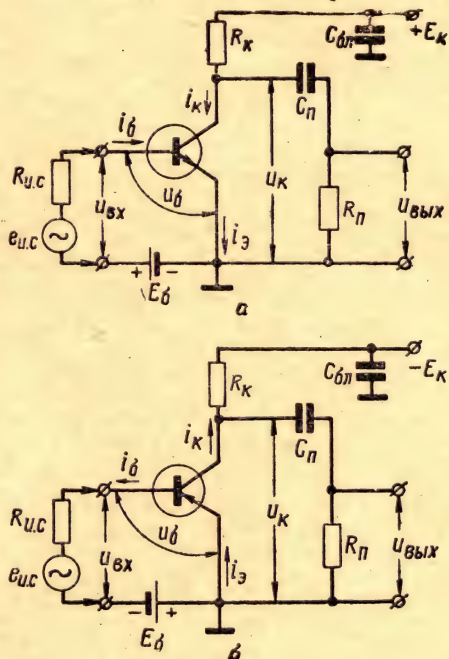 Rк
Cбл
+Eк
iк
Cп
iб
Rи.с
uвх
uб
uк
Rп
uвых
eи.с
iэ
+ -
Eб
а
Rк
Cбл
-Eк
iк
Cп
iб
Rи.с
uвх
uб
uк
Rп
uвых
eи.с
iэ
- +
Eб
б